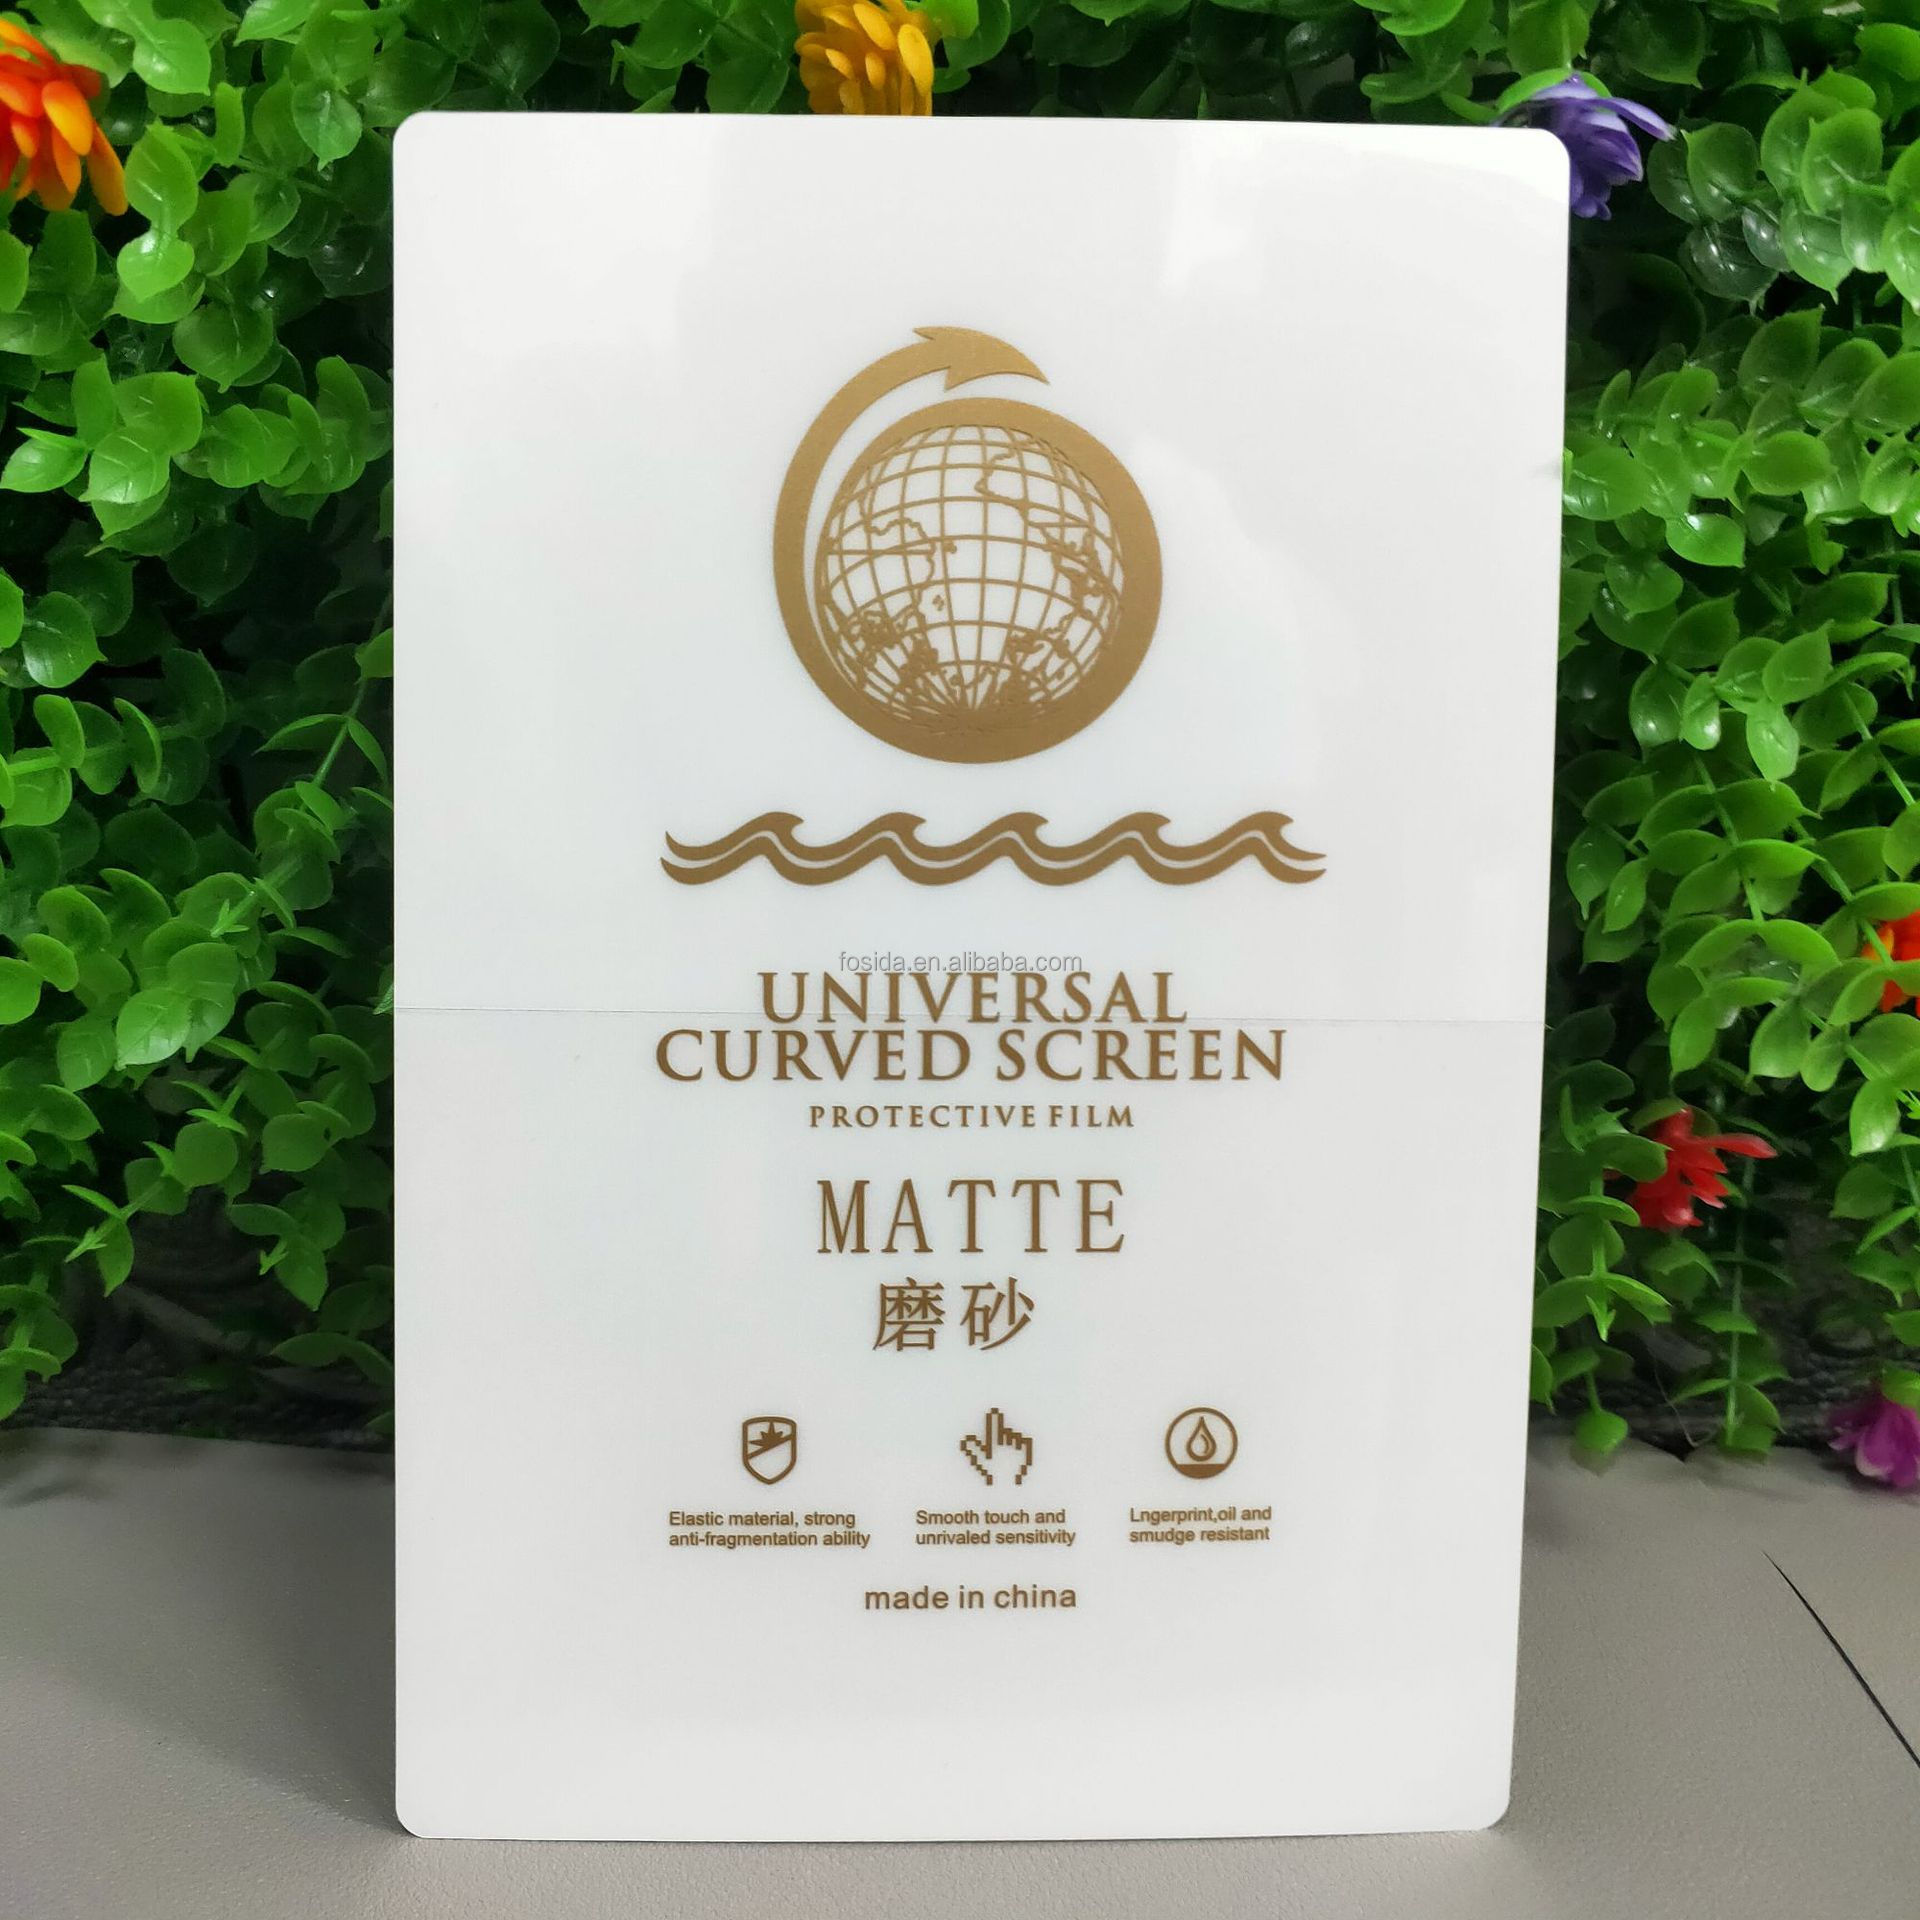 fosida.en.alibaba.com
UNIVERSAL
CURVED SCREEN
PROTECTIVE FILM
MATTE
磨砂
Elastic material, strong
anti-fragmentation ability
Smooth touch and
unrivaled sensitivity
Lngerprint,oil and
smudge resistant
made in china